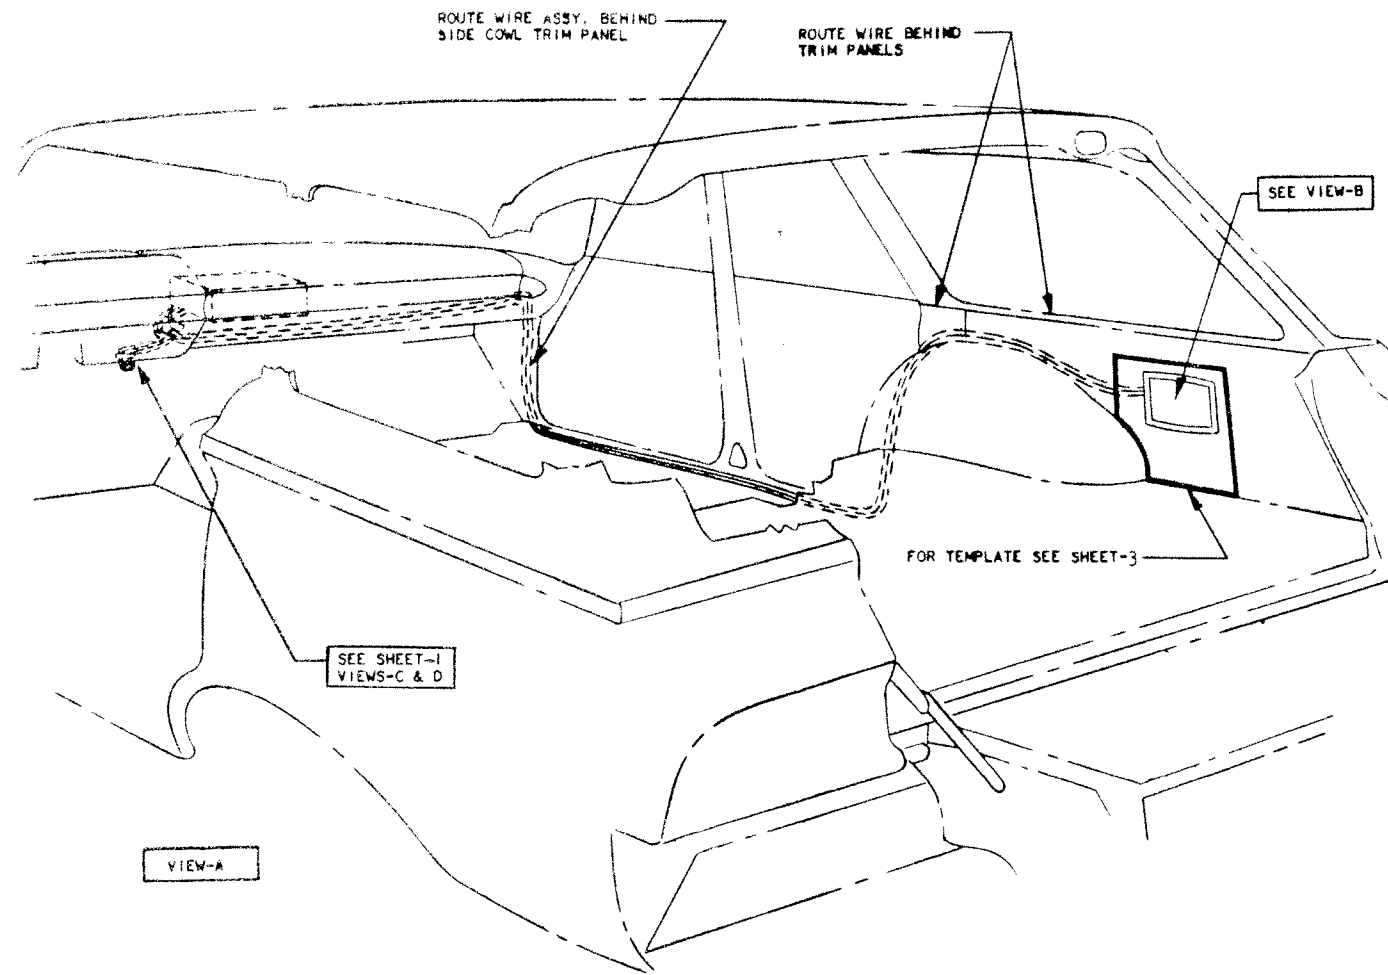 ROUTE WIRE ASSY. BEHIND
SIDE COWL TRIM PANEL
ROUTE WIRE BEHIND
TRIM PANELS
SEE VIEW-B
FOR TEMPLATE SEE SHEET-3
SEE SHEET-1
VIEWS-C & D
VIEW-A